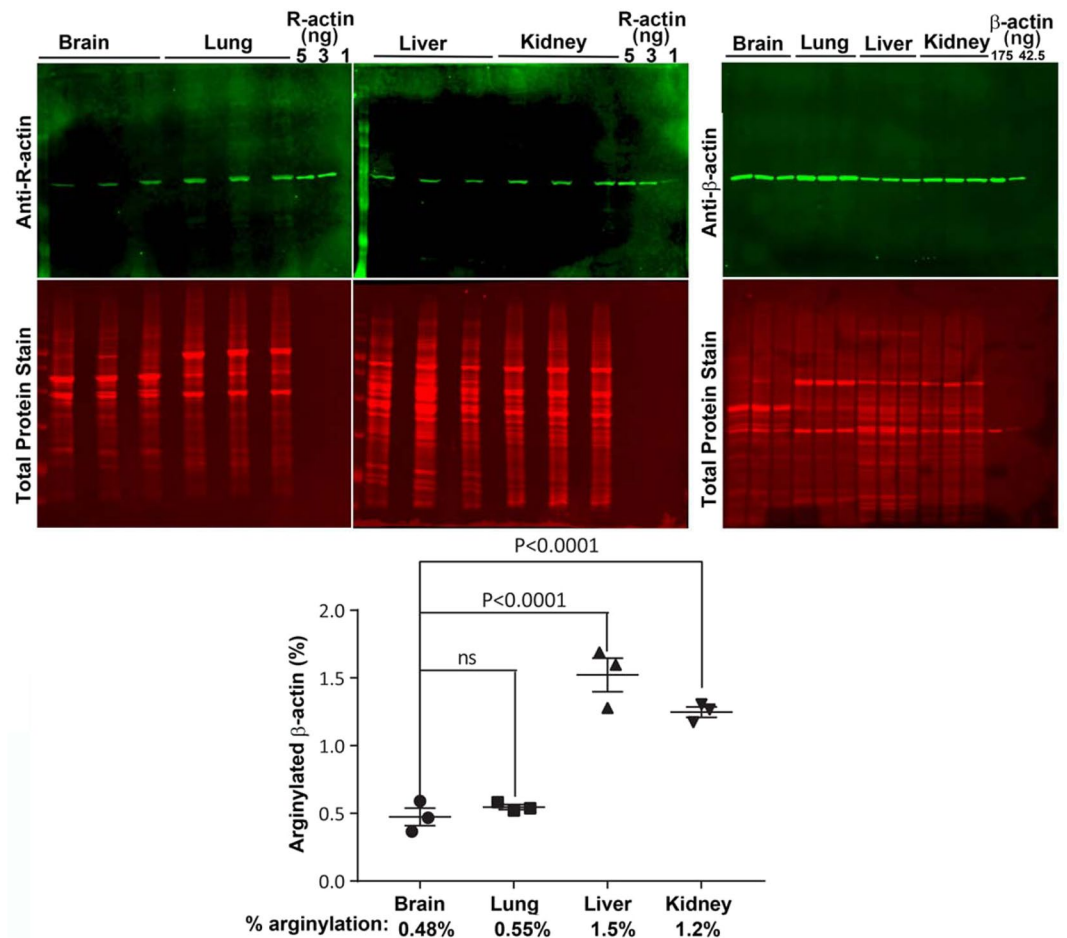 R-actin
(ng)
Brain Lung 5 3 1
R-actin
(ng)
Liver Kidney 5 3 1
β-actin
(ng)
Brain Lung Liver Kidney 175 42.5
Anti-R-actin
Anti-β-actin
Total Protein Stain
Total Protein Stain
P<0.0001
P<0.0001
ns
Arginylated β-actin (%)
2.0
1.5
1.0
0.5
0.0
Brain Lung Liver Kidney
% arginylation: 0.48% 0.55% 1.5% 1.2%